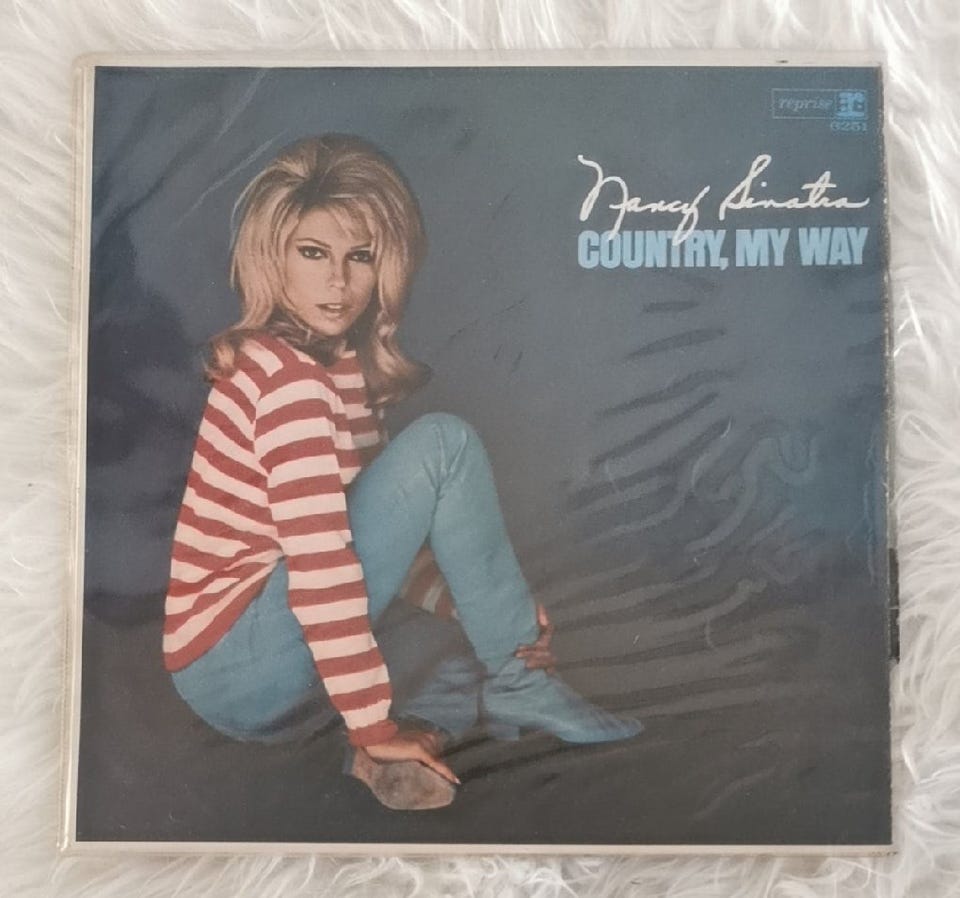 reprise
6251
Nancy Sinatra
COUNTRY, MY WAY